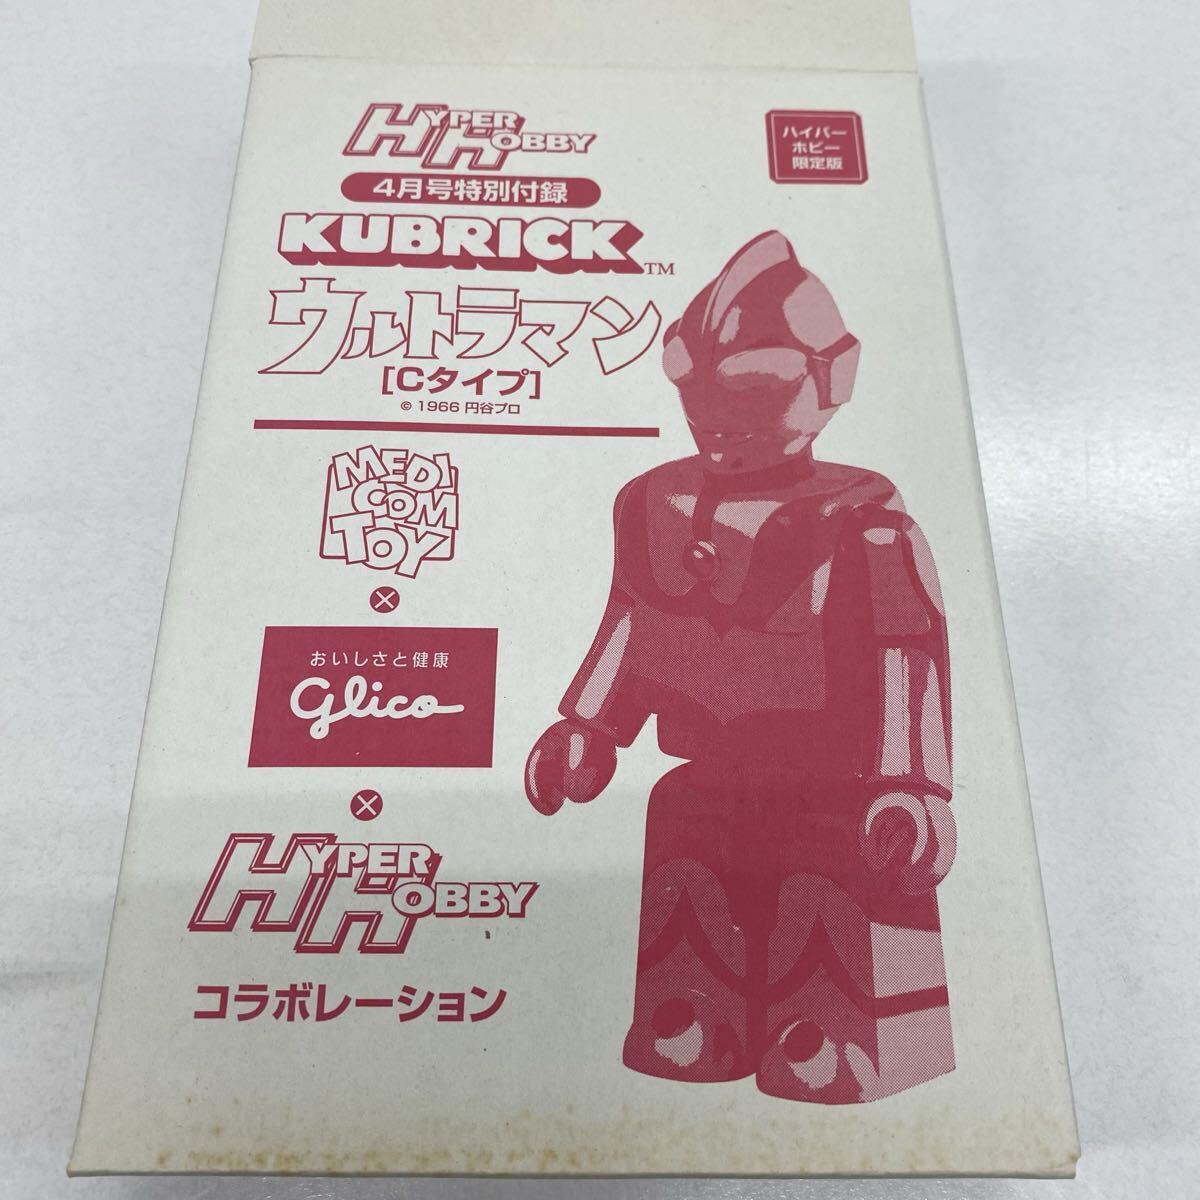 HYPER HOBBY
ハイパー
ホビー
限定版
4月号特別付録
KUBRICK™
ウルトラマン
[Cタイプ]
© 1966 円谷プロ
MEDI
COM
TOY
×
おいしさと健康
glico
×
HYPER HOBBY
コラボレーション